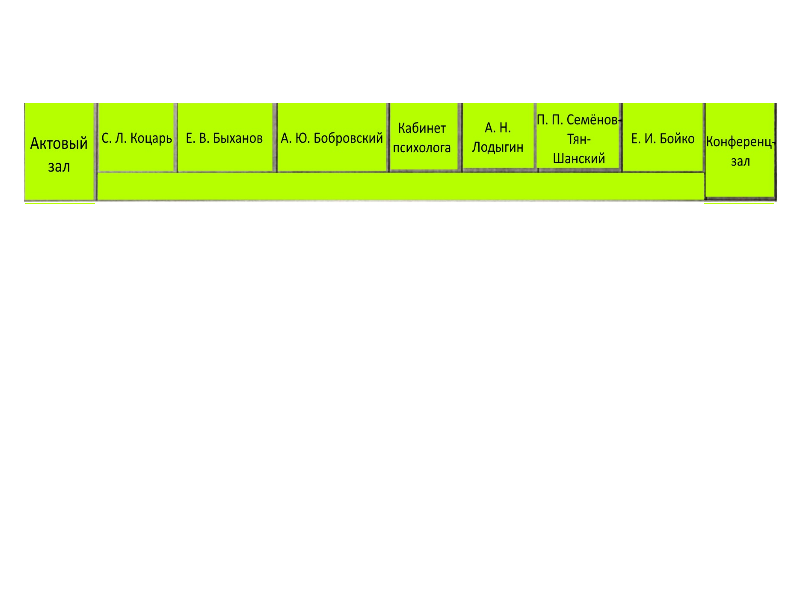 Актовый
зал
С. Л. Коцарь
Е. В. Быханов
А. Ю. Бобровский
Кабинет
психолога
А. Н.
Лодыгин
П. П. Семёнов-
Тян-
Шанский
Е. И. Бойко
Конференц-
зал